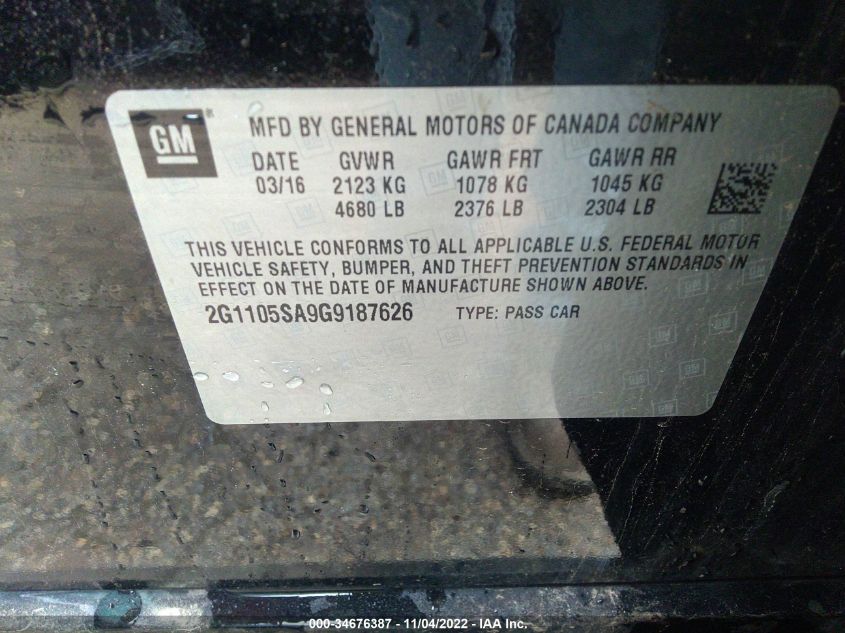 GM
MFD BY GENERAL MOTORS OF CANADA COMPANY
DATE GVWR GAWR FRT GAWR RR
03/16 2123 KG 1078 KG 1045 KG
4680 LB 2376 LB 2304 LB
THIS VEHICLE CONFORMS TO ALL APPLICABLE U.S. FEDERAL MOTOR
VEHICLE SAFETY, BUMPER, AND THEFT PREVENTION STANDARDS IN
EFFECT ON THE DATE OF MANUFACTURE SHOWN ABOVE.
2G1105SA9G9187626 TYPE: PASS CAR
000-34676387 - 11/04/2022 - IAA Inc.